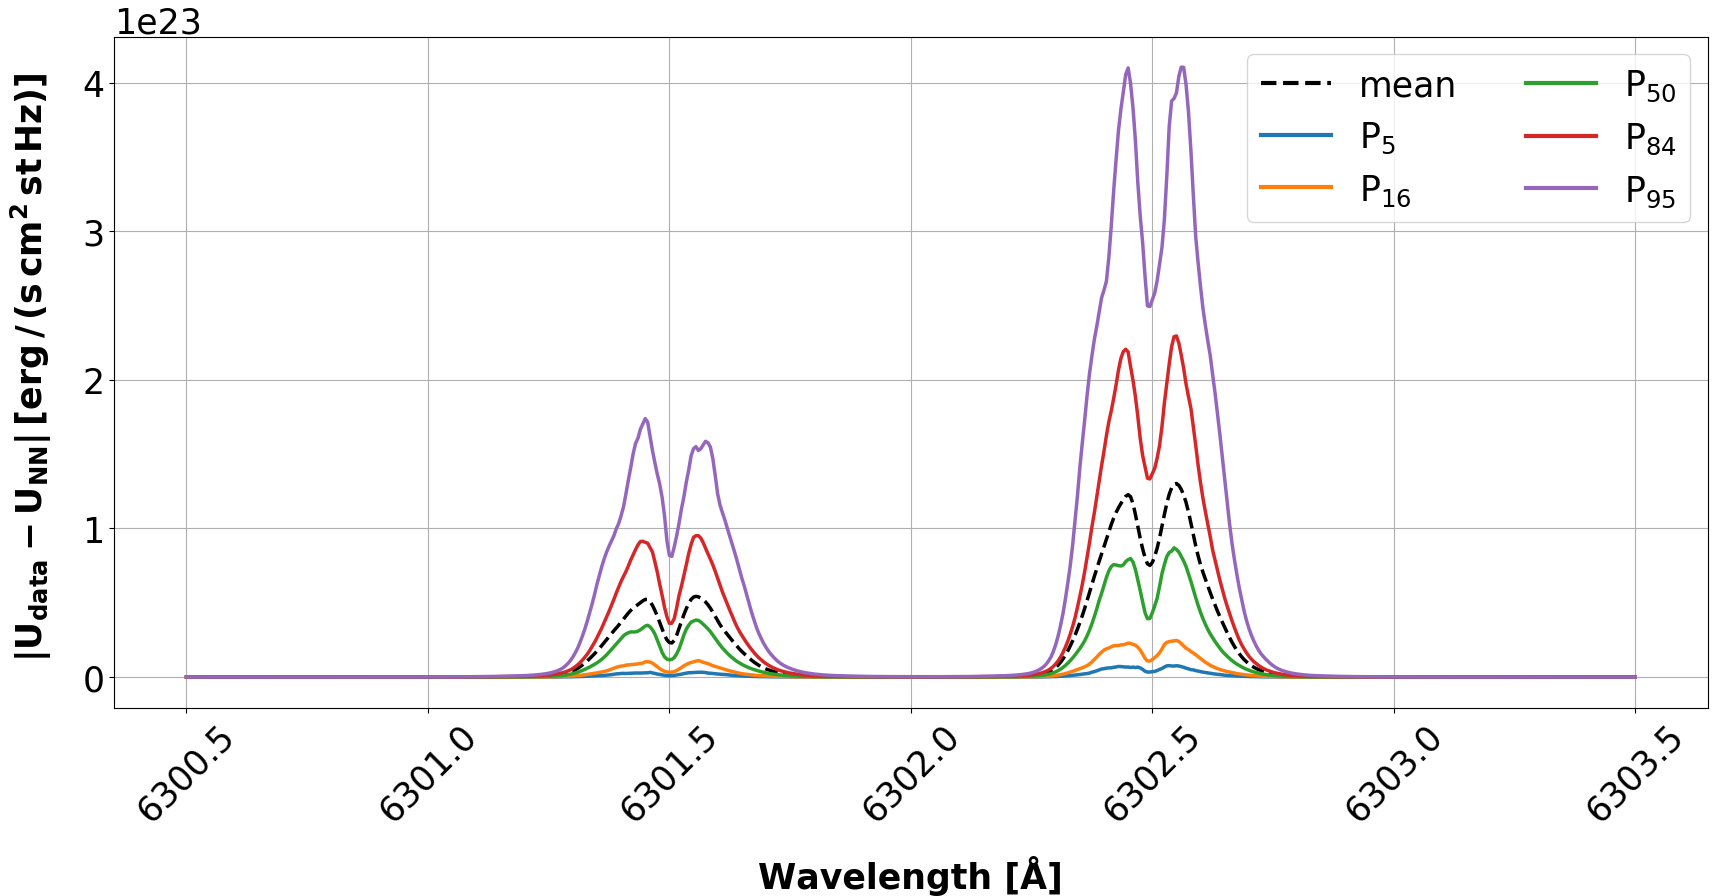 1e23
|U_data − U_NN| [erg / (s cm² st Hz)]
4
3
2
1
0
mean
P₅
P₁₆
P₅₀
P₈₄
P₉₅
6300.5 6301.0 6301.5 6302.0 6302.5 6303.0 6303.5
Wavelength [Å]